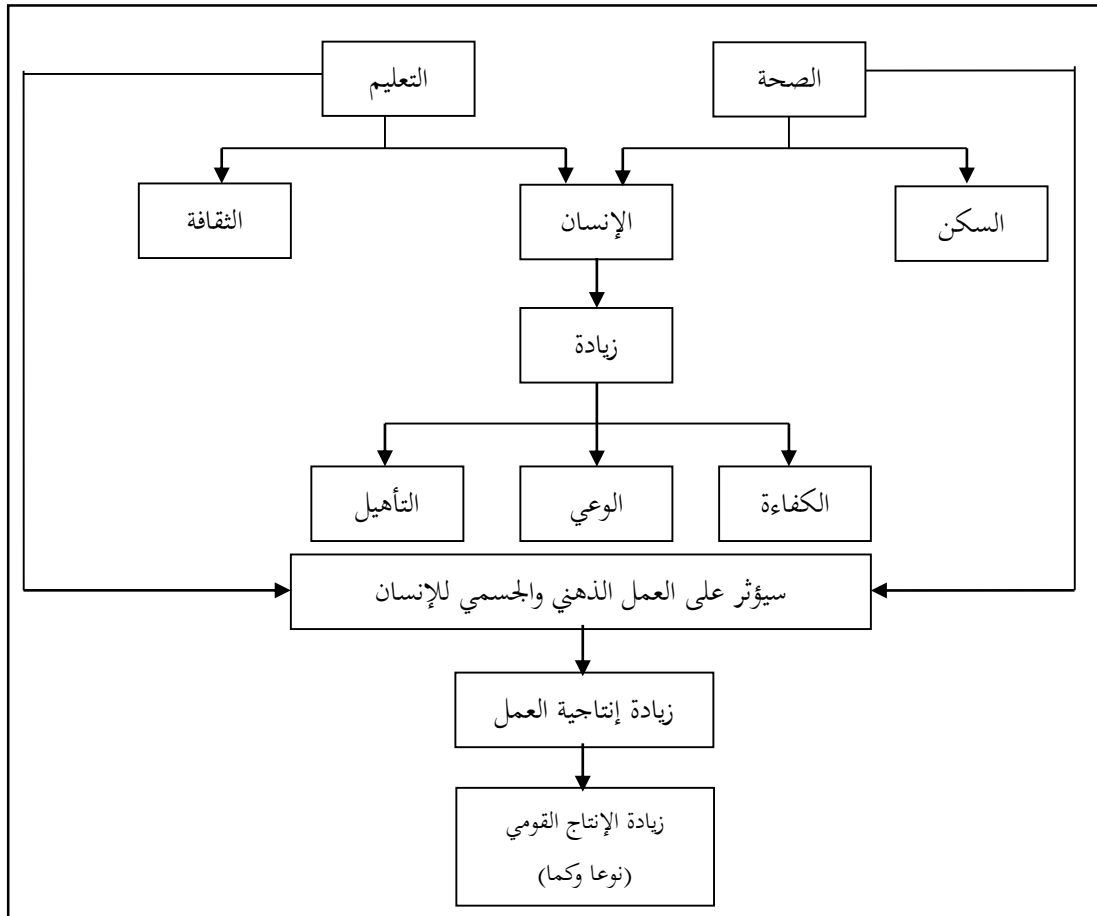 الصحة
التعليم
السكن
الإنسان
الثقافة
زيادة
الكفاءة
الوعي
التأهيل
سيؤثر على العمل الذهني والجسمي للإنسان
زيادة إنتاجية العمل
زيادة الإنتاج القومي
(نوعا وكما)